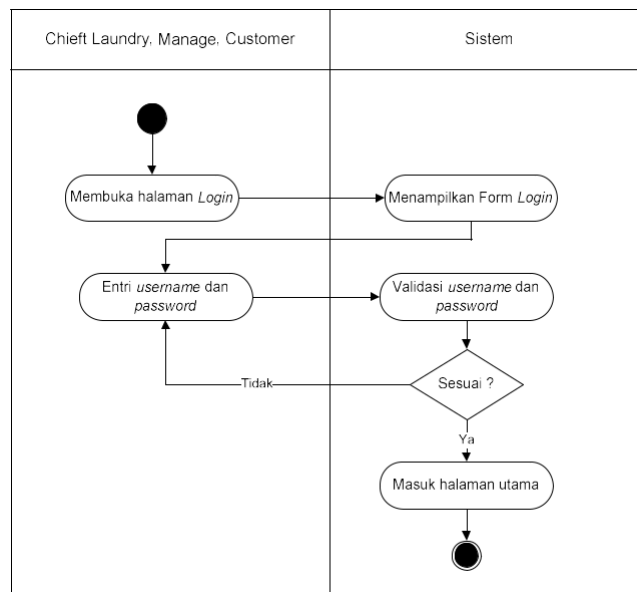 Chieft Laundry, Manage, Customer
Sistem
Membuka halaman Login
Menampilkan Form Login
Entri username dan
password
Validasi username dan
password
Tidak
Sesuai ?
Ya
Masuk halaman utama